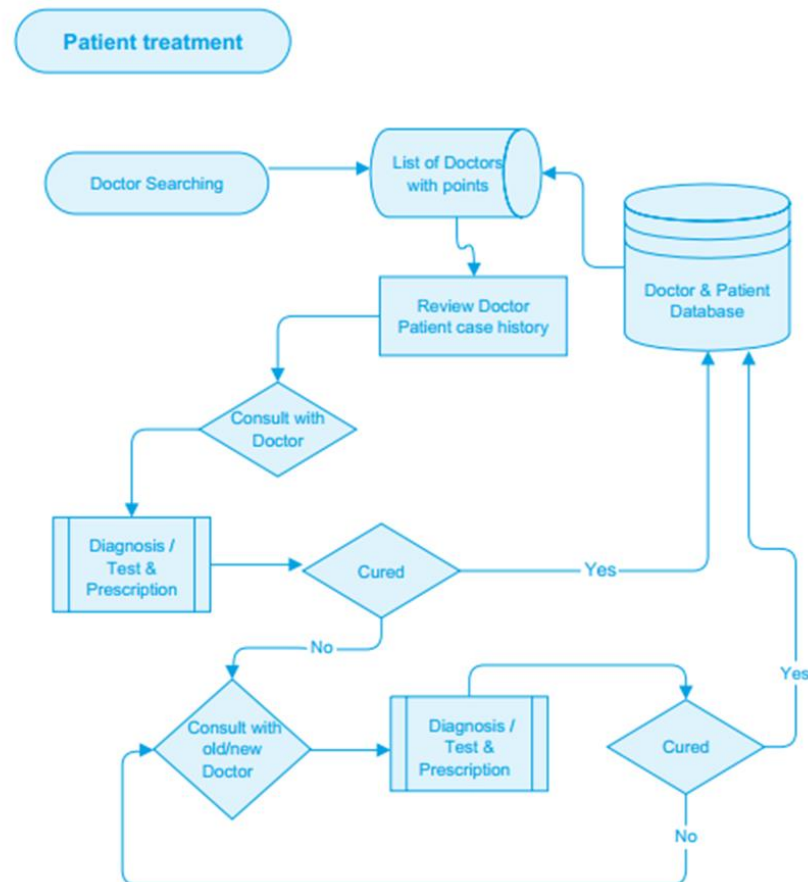 Patient treatment
Doctor Searching
List of Doctors
with points
Doctor & Patient
Database
Review Doctor
Patient case history
Consult with
Doctor
Diagnosis /
Test &
Prescription
Cured
Yes
No
Consult with
old/new
Doctor
Diagnosis /
Test &
Prescription
Cured
Yes
No